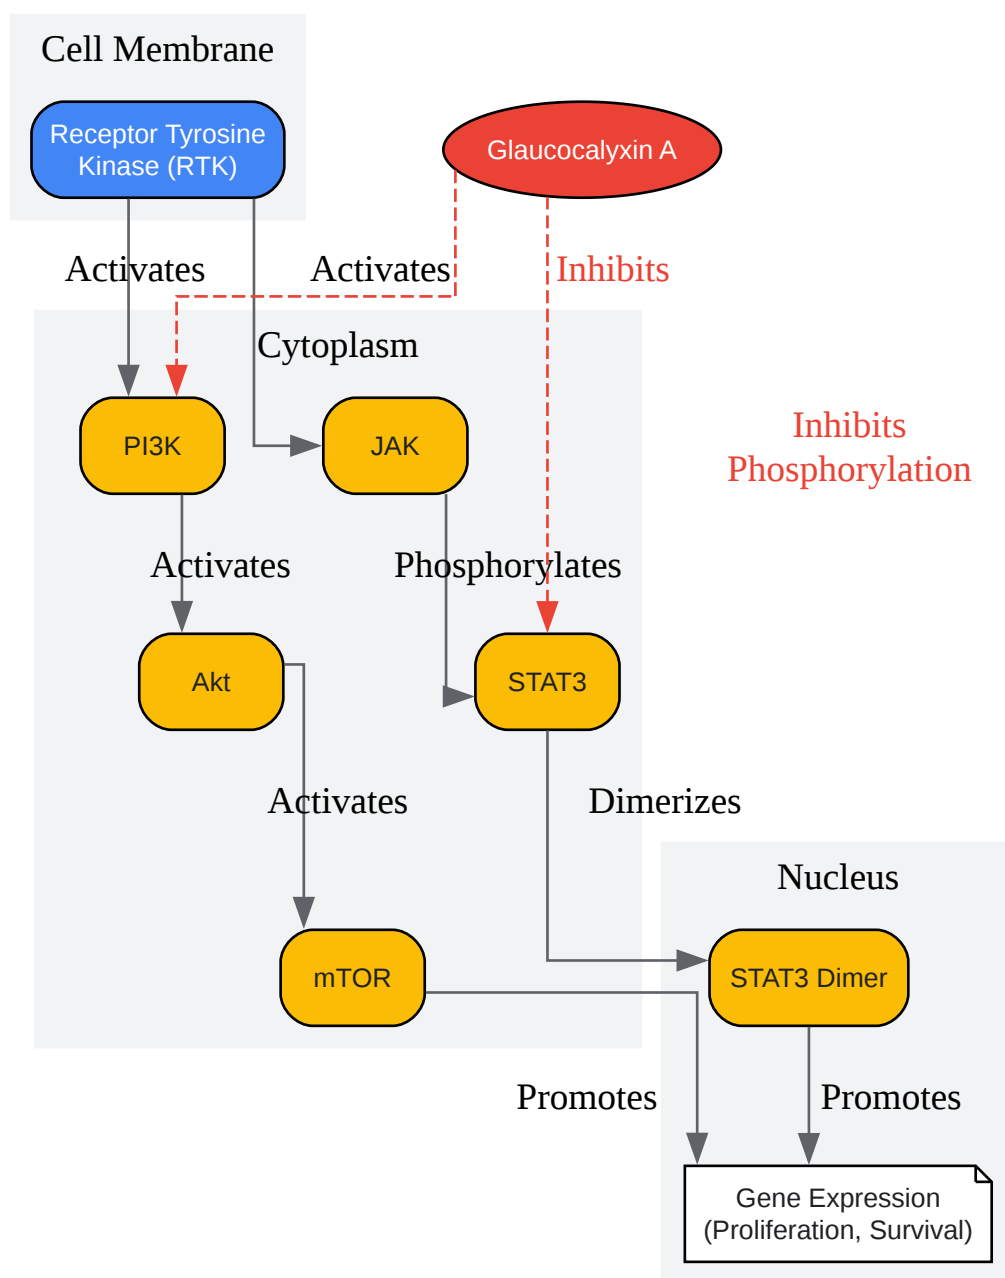 Cell Membrane
Receptor Tyrosine
Kinase (RTK)
Glaucocalyxin A
Activates
Activates
Inhibits
Cytoplasm
PI3K
JAK
Inhibits
Phosphorylation
Activates
Phosphorylates
Akt
STAT3
Activates
Dimerizes
Nucleus
mTOR
STAT3 Dimer
Promotes
Promotes
Gene Expression
(Proliferation, Survival)